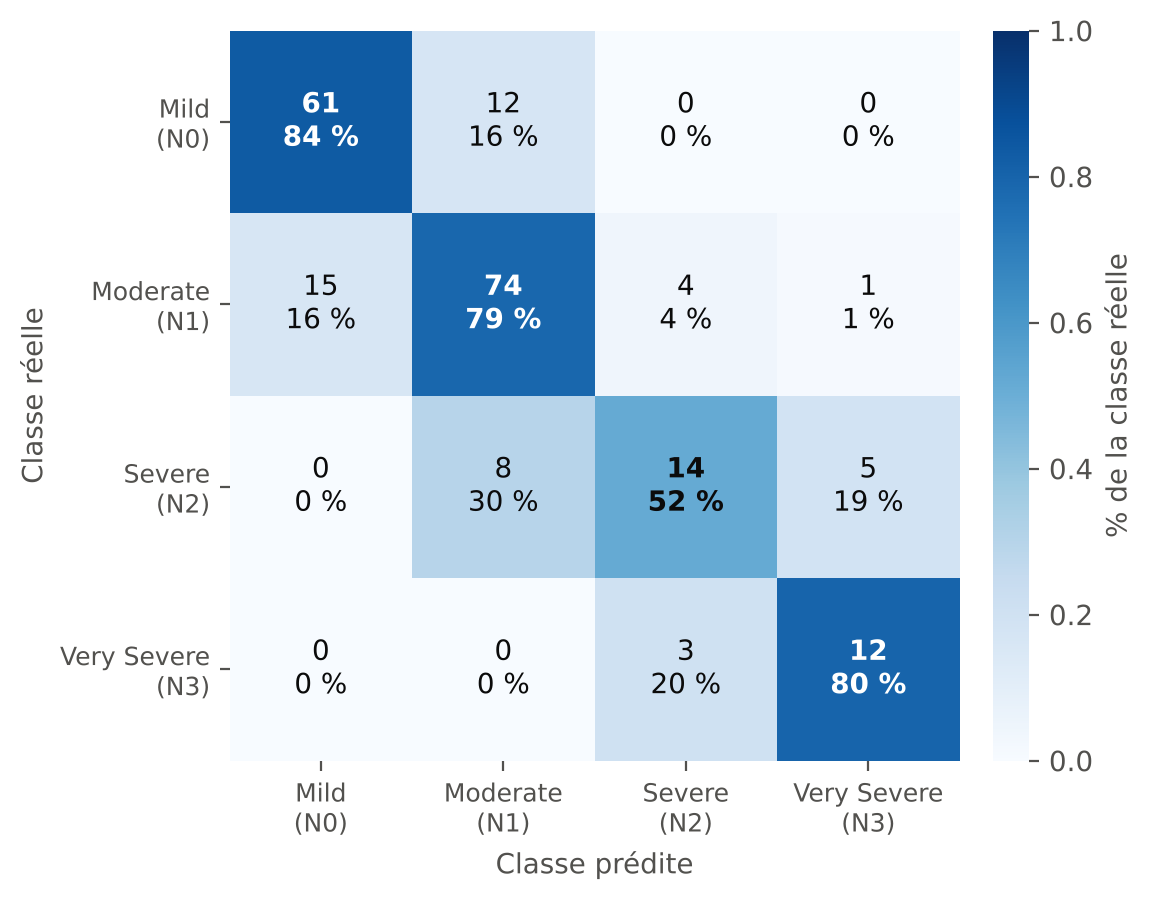 Mild
(N0)
61
84 %
12
16 %
0
0 %
0
0 %
Moderate
(N1)
15
16 %
74
79 %
4
4 %
1
1 %
Severe
(N2)
0
0 %
8
30 %
14
52 %
5
19 %
Very Severe
(N3)
0
0 %
0
0 %
3
20 %
12
80 %
Mild
(N0)
Moderate
(N1)
Severe
(N2)
Very Severe
(N3)
Classe prédite
Classe réelle
1.0
0.8
0.6
0.4
0.2
0.0
% de la classe réelle